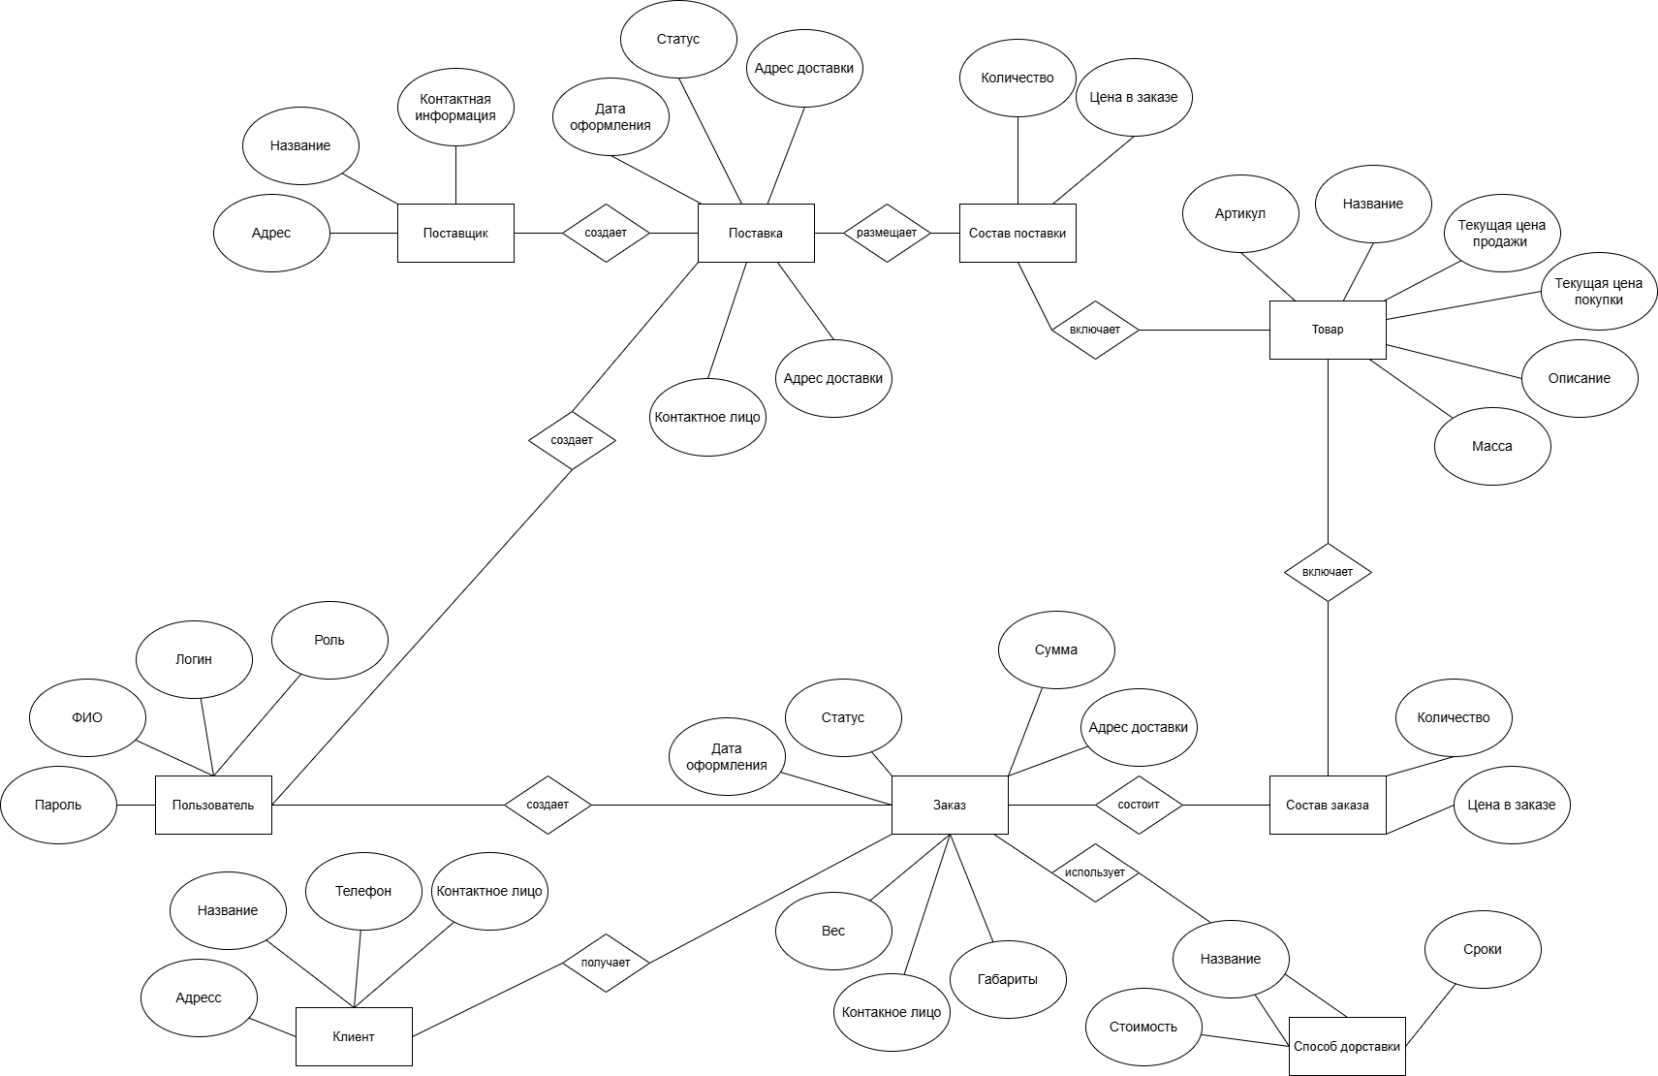 Статус
Адрес доставки
Количество
Цена в заказе
Контактная
информация
Дата
оформления
Название
Артикул
Название
Текущая цена
продажи
Адрес
Поставщик
создает
Поставка
размещает
Состав поставки
Текущая цена
покупки
включает
Товар
Адрес доставки
Описание
Контактное лицо
создает
Масса
включает
Роль
Сумма
Логин
ФИО
Статус
Количество
Адрес доставки
Дата
оформления
Пароль
Пользователь
создает
Заказ
состоит
Состав заказа
Цена в заказе
использует
Телефон
Контактное лицо
Название
Вес
Сроки
получает
Название
Габариты
Адресс
Контакное лицо
Стоимость
Клиент
Способ дорставки